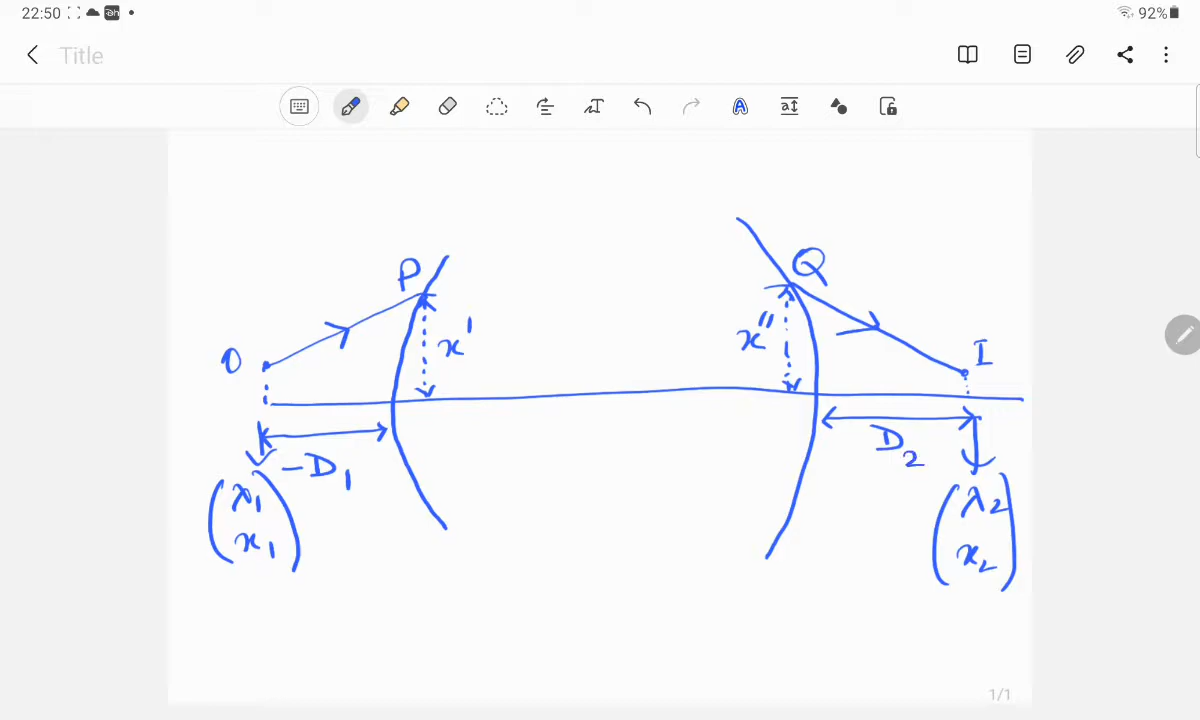 22:50
92%
Title
P
Q
x'
x''
O
I
-D₁
D₂
(λ₁
x₁)
(λ₂
x₂)
1/1